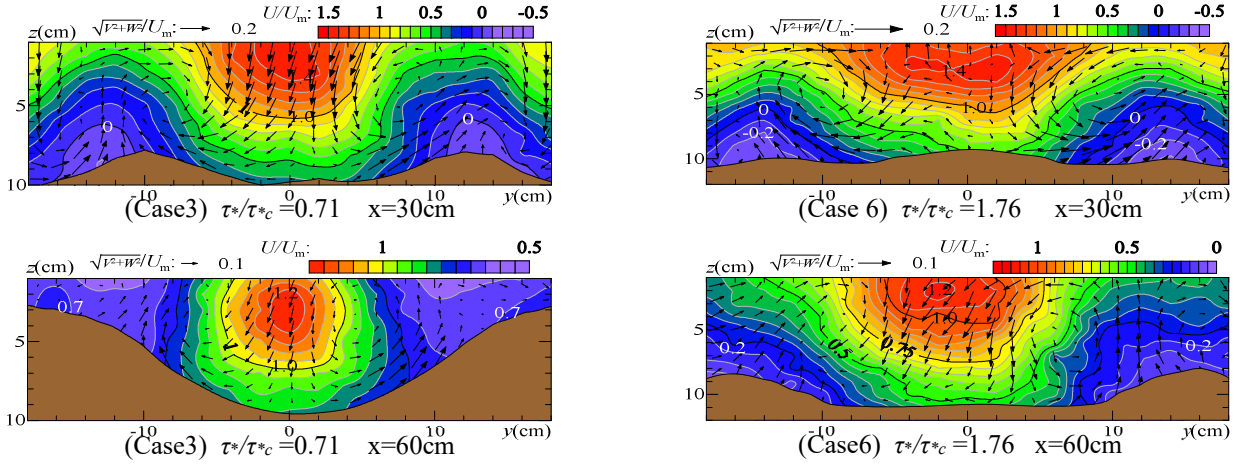 √V²+W²/Um: 0.2 U/Um: 1.5 1 0.5 0 -0.5
z(cm)
1.4
1
1.0
5
0
0
10
-10 0 10 y(cm)
(Case3) τ*/τ*c =0.71 x=30cm
√V²+W²/Um: 0.2 U/Um: 1.5 1 0.5 0 -0.5
z(cm)
1.4
5
1.0
0
0
-0.2
-0.2
10
-10 0 10 y(cm)
(Case 6) τ*/τ*c =1.76 x=30cm
√V²+W²/Um: 0.1 U/Um: 1 0.5
z(cm)
0.7
0.7
5
1
1.0
10
-10 0 10 y(cm)
(Case3) τ*/τ*c =0.71 x=60cm
√V²+W²/Um: 0.1 U/Um: 1 0.5 0
z(cm)
1.0
5
0.2
0.5
0.75
0.2
10
-10 0 10 y(cm)
(Case6) τ*/τ*c =1.76 x=60cm